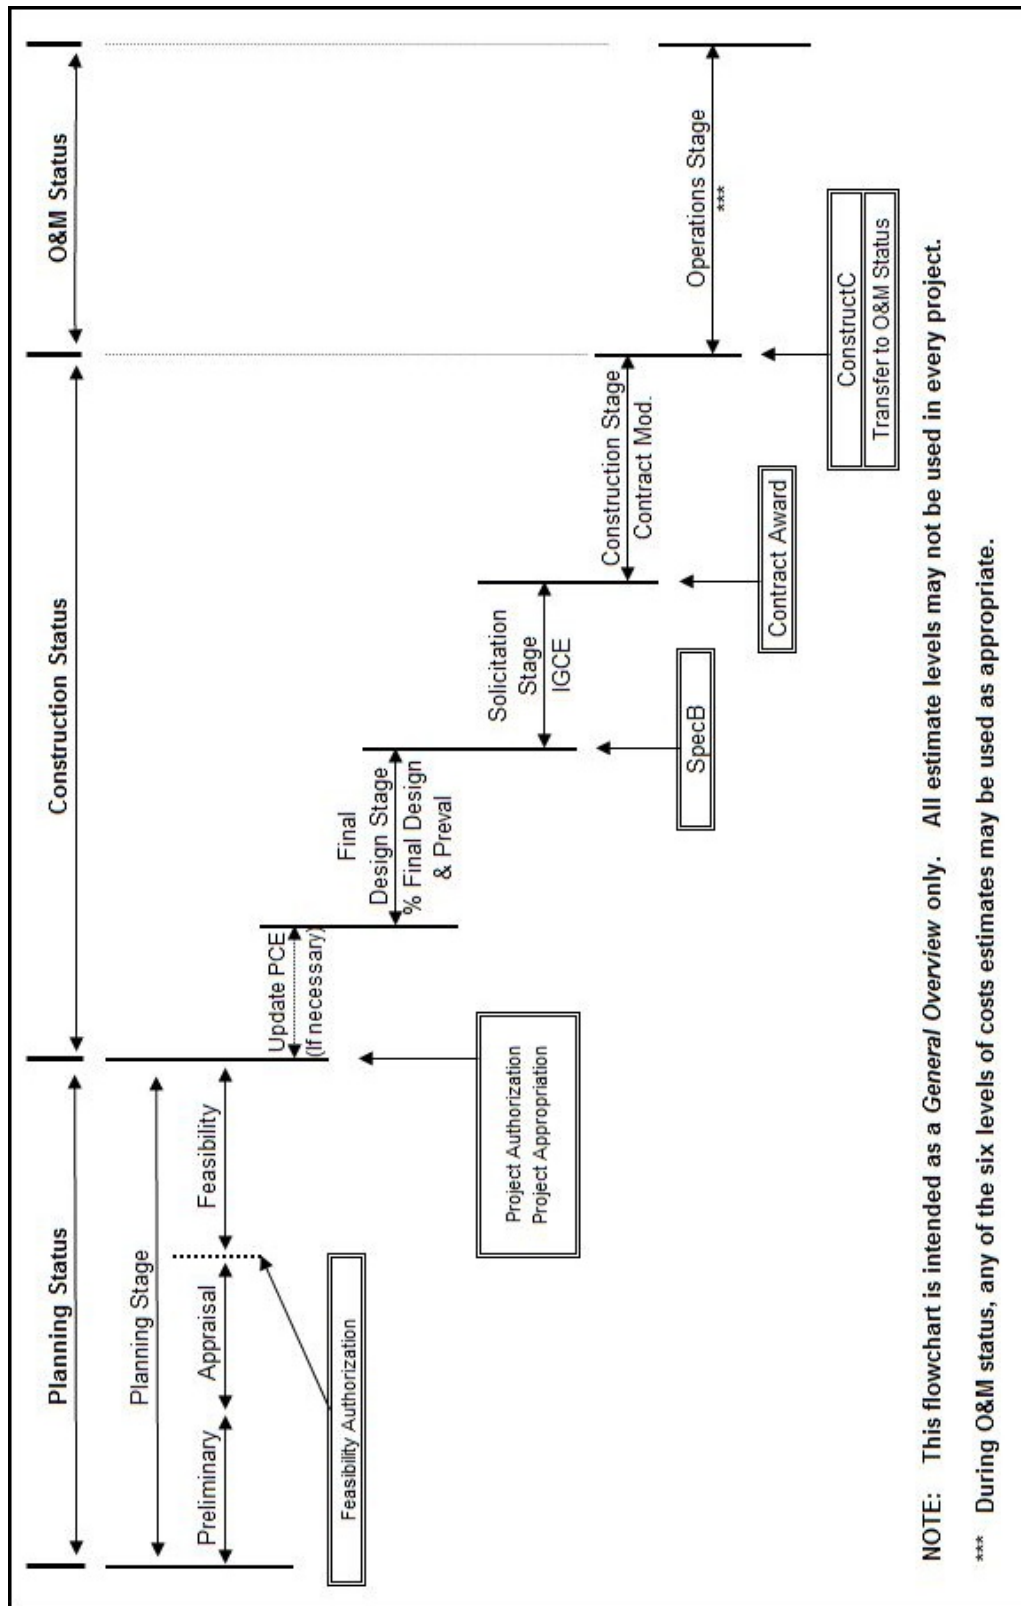 Planning Status
Construction Status
O&M Status
Planning Stage
Preliminary
Appraisal
Feasibility
Update PCE
(If necessary)
Final
Design Stage
% Final Design
& Preval
Solicitation
Stage
IGCE
Construction Stage
Contract Mod.
Operations Stage
***
Feasibility Authorization
Project Authorization
Project Appropriation
SpecB
Contract Award
ConstructC
Transfer to O&M Status
NOTE: This flowchart is intended as a General Overview only. All estimate levels may not be used in every project.
*** During O&M status, any of the six levels of costs estimates may be used as appropriate.